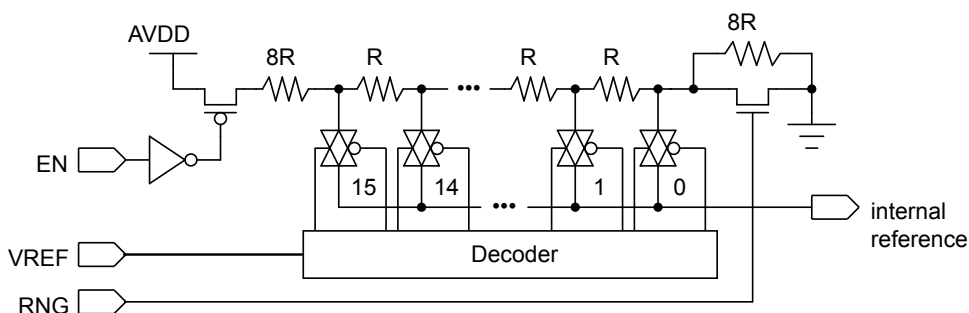 8R
AVDD
8R
R
R
R
...
EN
15
14
1
0
...
internal
reference
VREF
Decoder
RNG